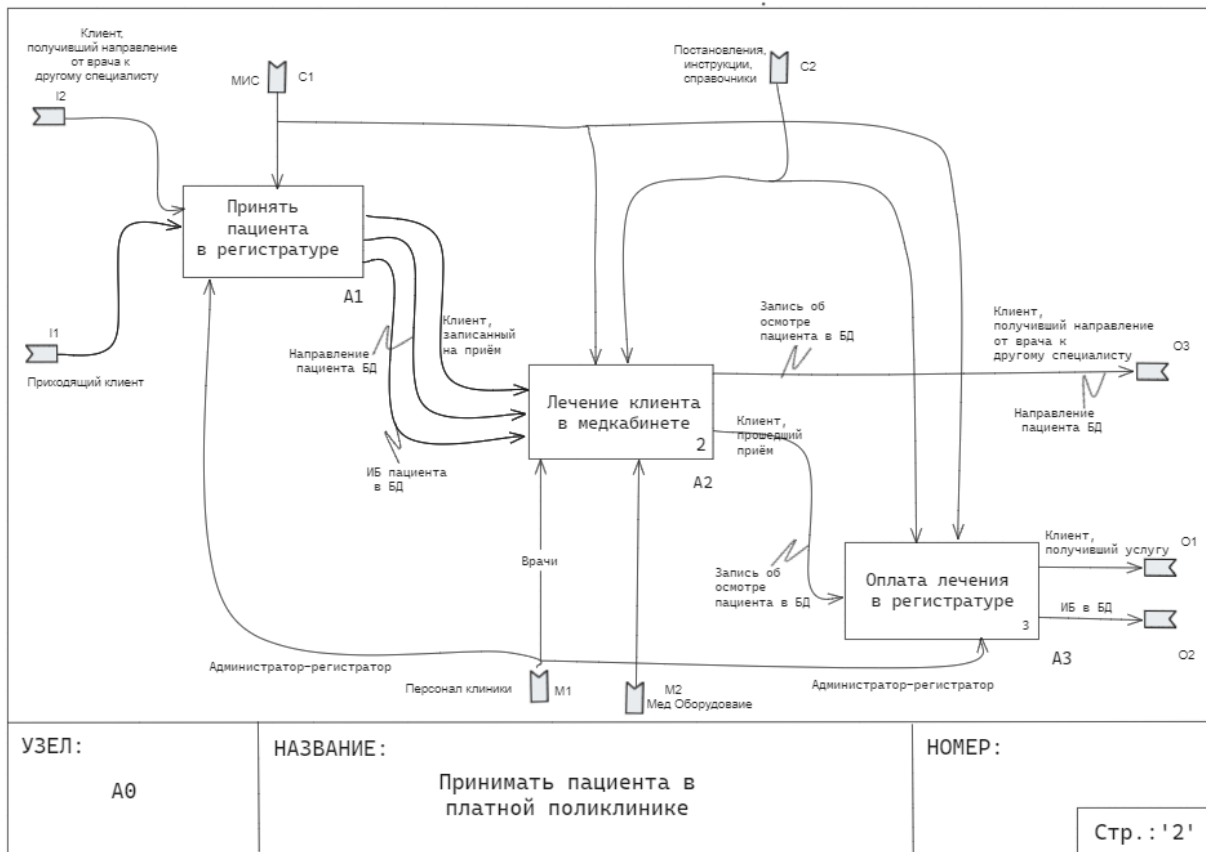 Клиент,
получивший направление
от врача к
другому специалисту
I2
МИС
C1
Постановления,
инструкции,
справочники
C2
Принять
пациента
в регистратуре
A1
I1
Приходящий клиент
Клиент,
записанный
на приём
Направление
пациента БД
ИБ пациента
в БД
Запись об
осмотре
пациента в БД
Клиент,
получивший направление
от врача к
другому специалисту
O3
Направление
пациента БД
Лечение клиента
в медкабинете
2
A2
Клиент,
прошедший
приём
Врачи
Запись об
осмотре
пациента в БД
Клиент,
получивший услугу
O1
Оплата лечения
в регистратуре
3
A3
ИБ в БД
O2
Администратор-регистратор
Персонал клиники
M1
M2
Мед Оборудоваие
Администратор-регистратор
УЗЕЛ:
A0
НАЗВАНИЕ:
Принимать пациента в
платной поликлинике
НОМЕР:
Стр.:'2'